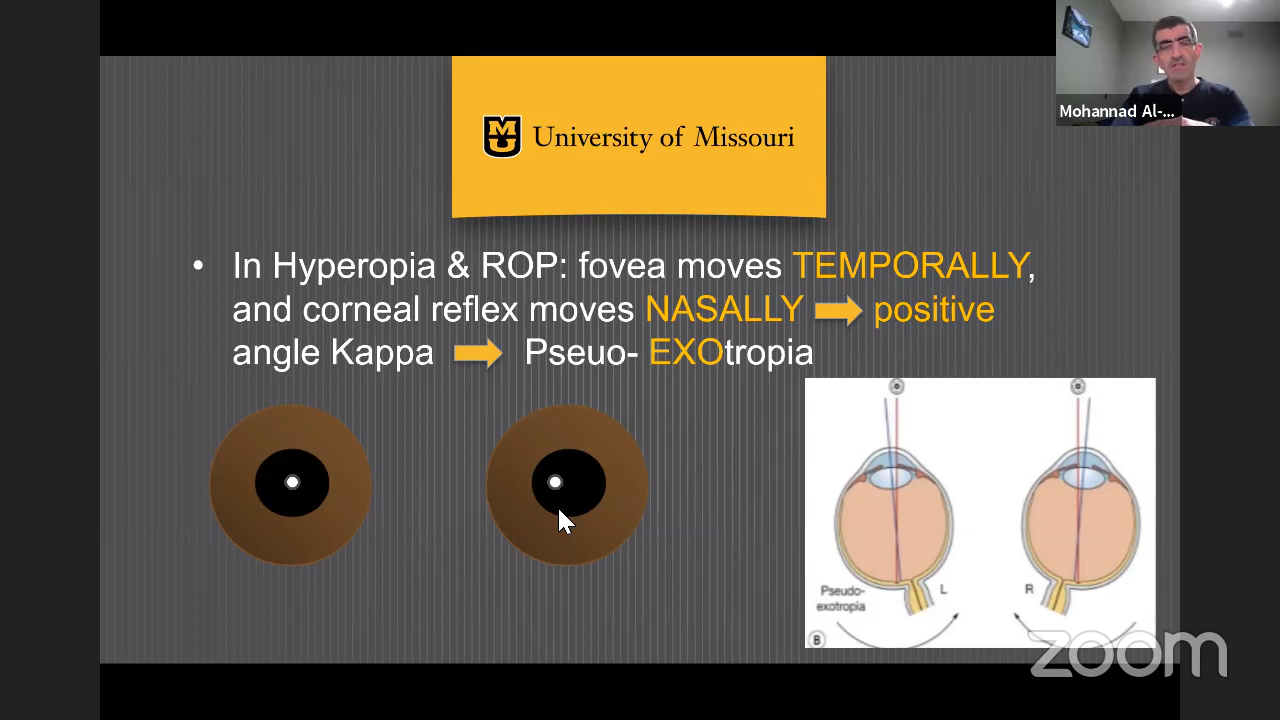 Mohannad Al-...
University of Missouri
• In Hyperopia & ROP: fovea moves TEMPORALLY,
and corneal reflex moves NASALLY positive
angle Kappa Pseuo- EXOtropia
Pseudo-
exotropia
L
R
B
zoom